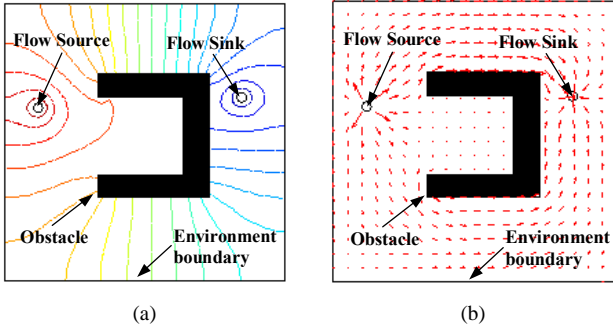 Flow Source
Flow Sink
Obstacle
Environment
boundary
(a)
Flow Source
Flow Sink
Obstacle
Environment
boundary
(b)